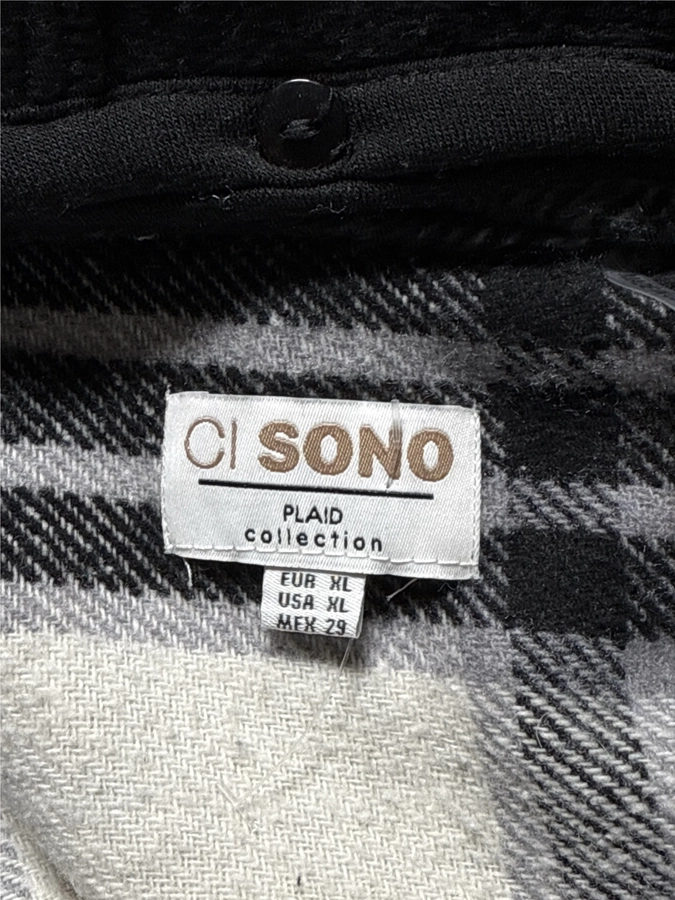 CI SONO
PLAID
collection
EUR XL
USA XL
MEX 29